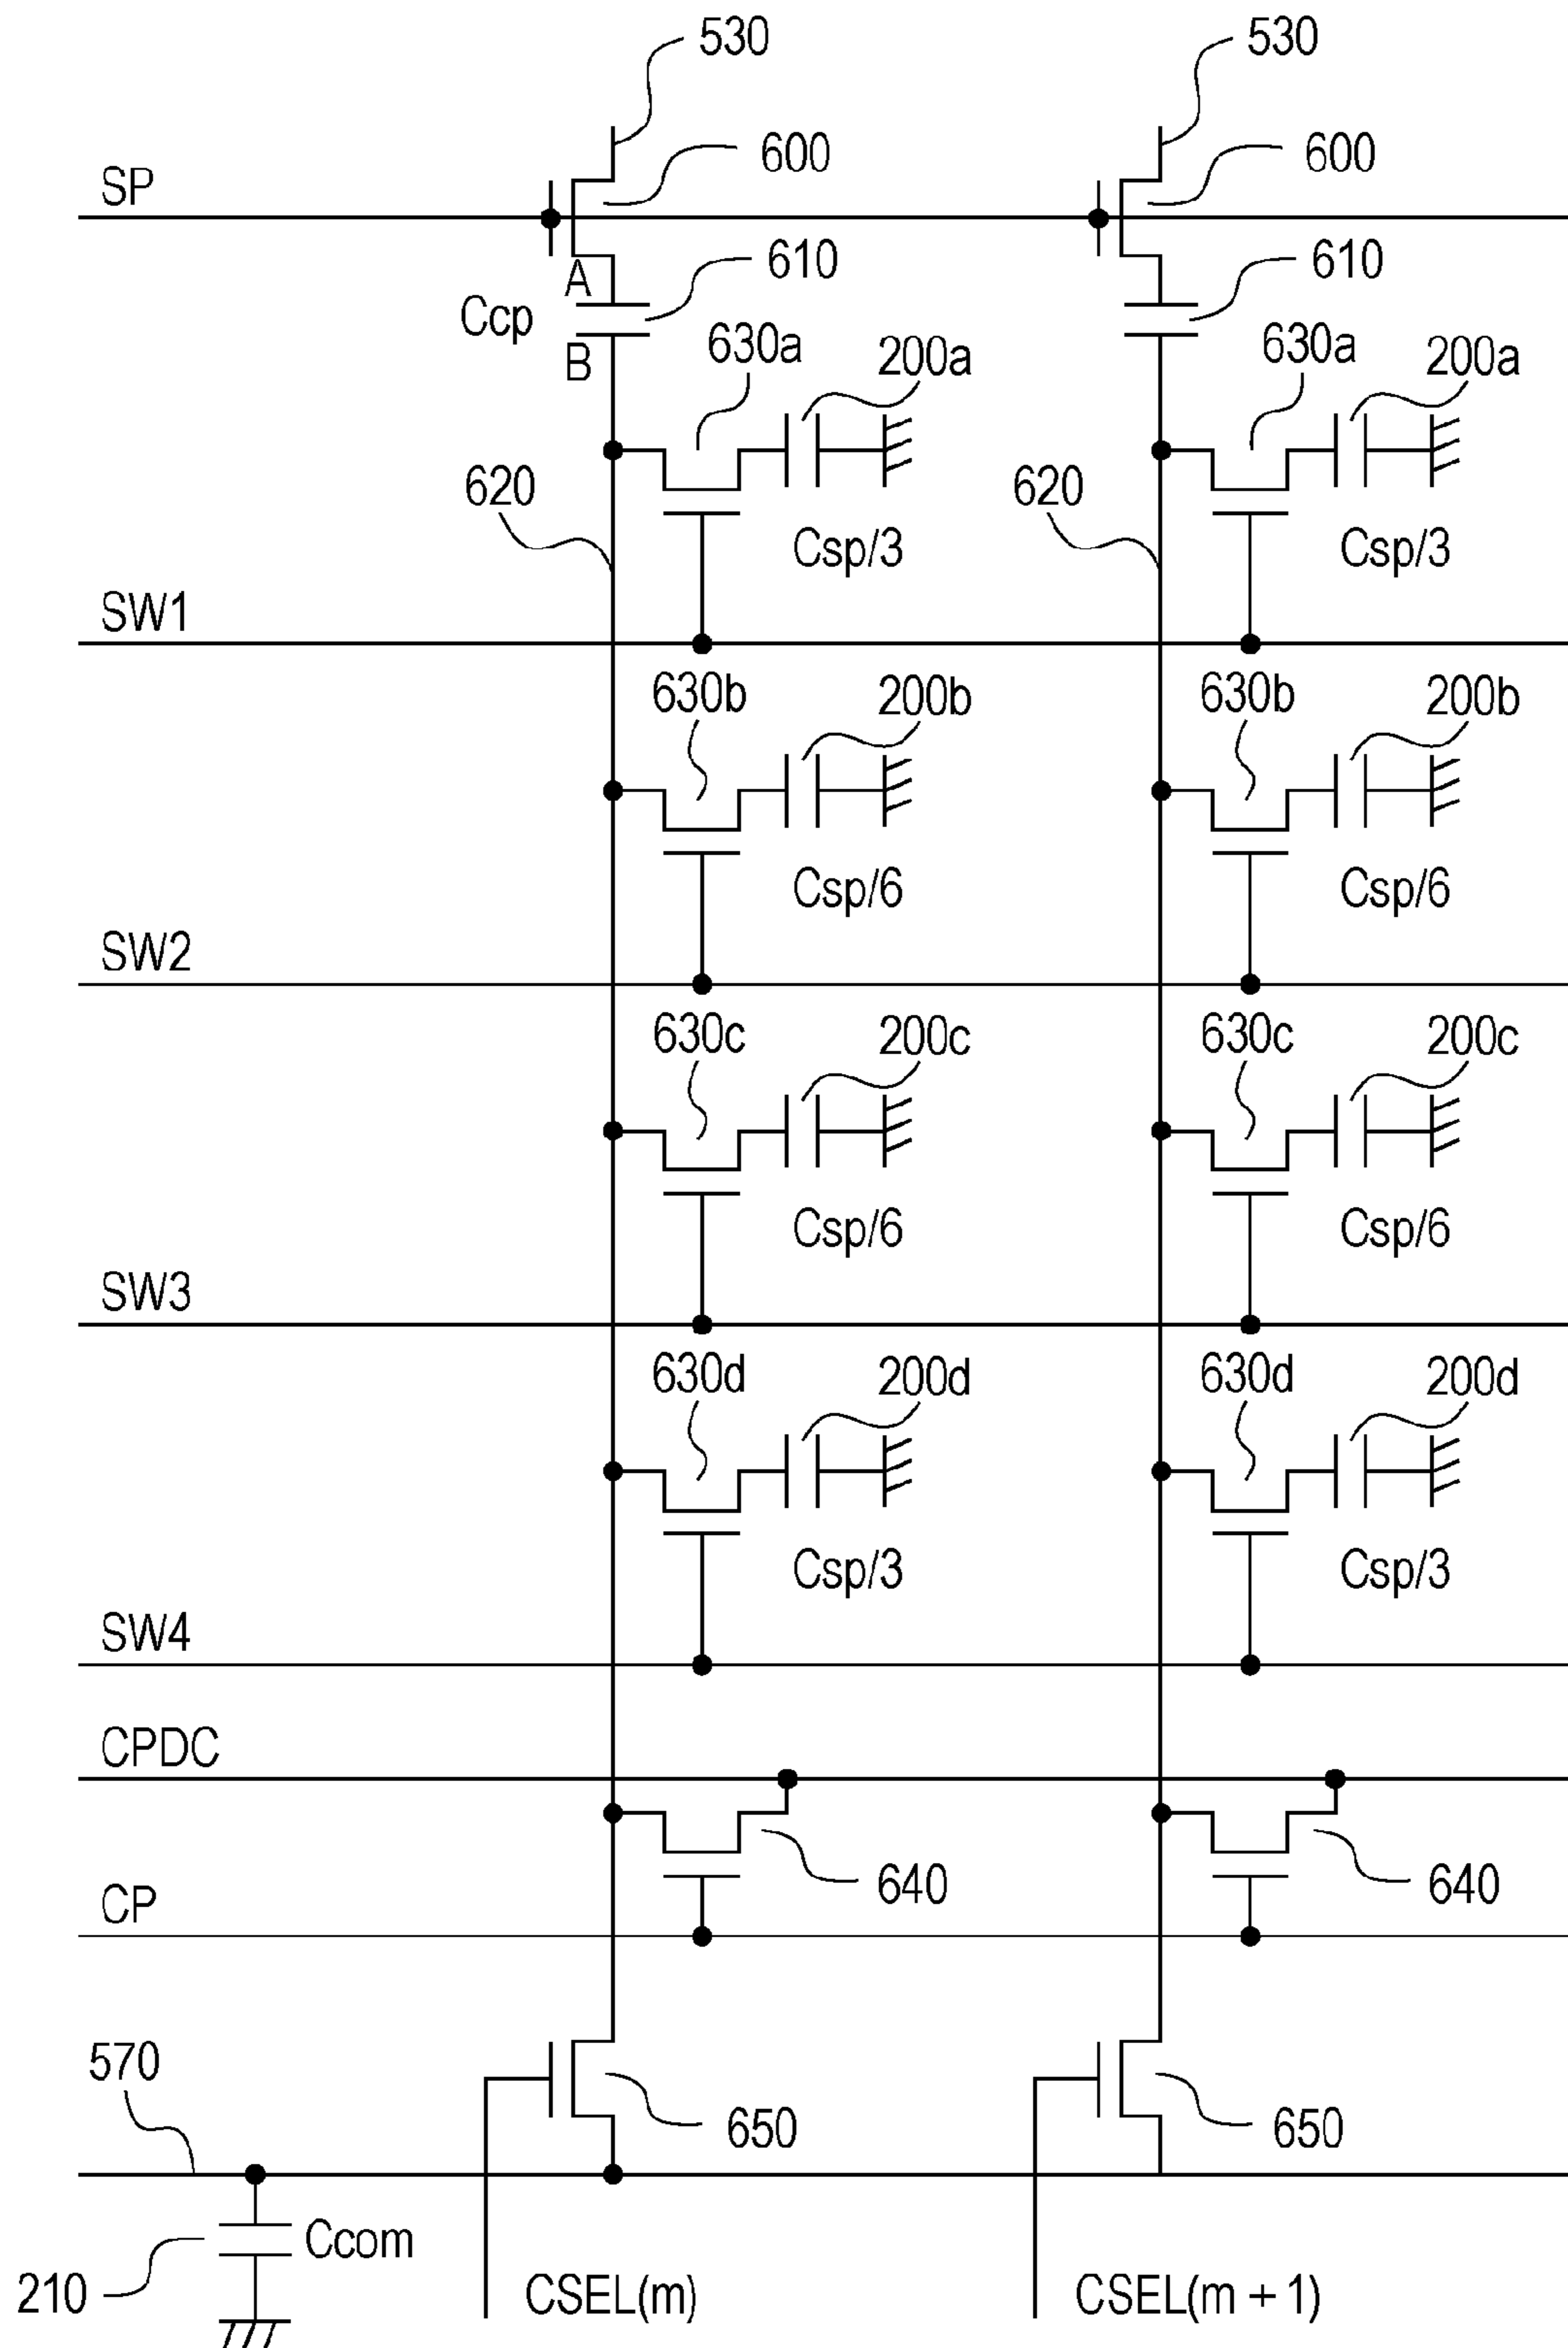 530 530
600 600
SP
A 610 610
Ccp
B 630a 200a 630a 200a
620 620
Csp/3 Csp/3
SW1
630b 200b 630b 200b
Csp/6 Csp/6
SW2
630c 200c 630c 200c
Csp/6 Csp/6
SW3
630d 200d 630d 200d
Csp/3 Csp/3
SW4
CPDC
640 640
CP
570
650 650
Ccom
210 CSEL(m) CSEL(m + 1)